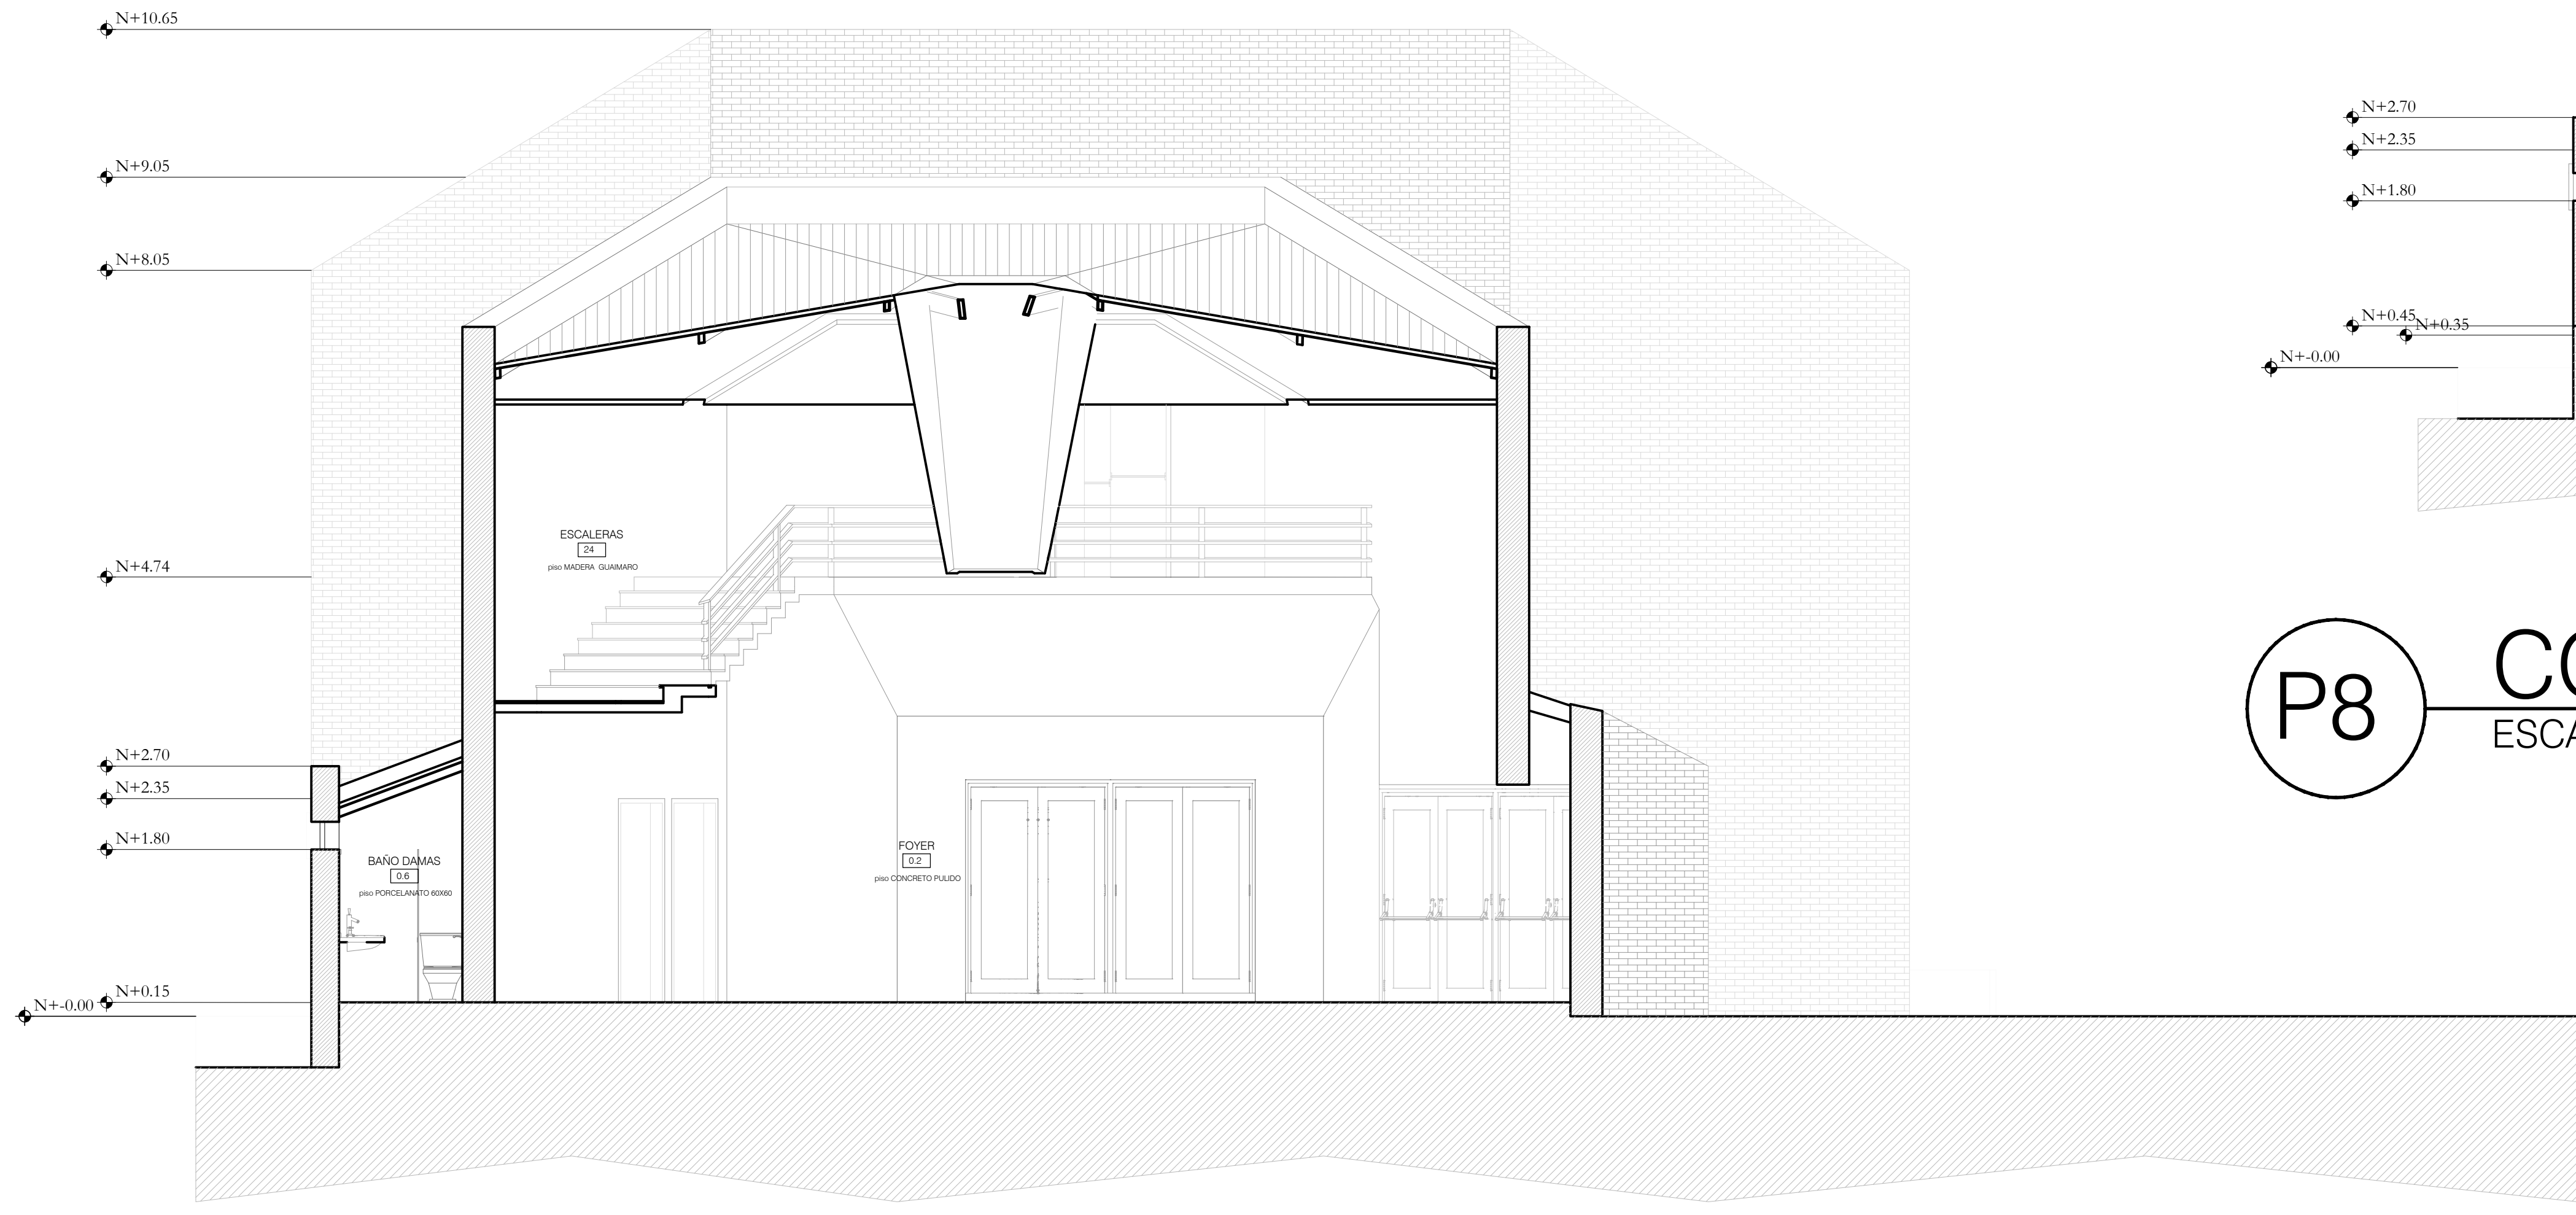 N+10.65
N+9.05
N+8.05
N+4.74
N+2.70
N+2.35
N+1.80
N+0.15
N+-0.00
ESCALERAS
24
piso MADERA GUAIMARO
BAÑO DAMAS
0.6
piso PORCELANATO 60X60
FOYER
0.2
piso CONCRETO PULIDO
N+2.70
N+2.35
N+1.80
N+0.45
N+0.35
N+-0.00
P8